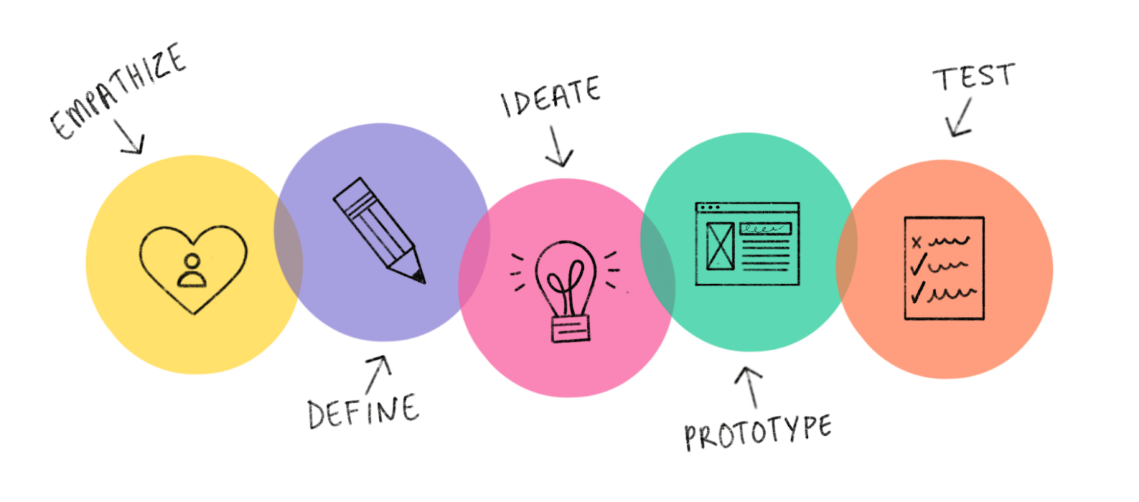 EMPATHIZE
DEFINE
IDEATE
PROTOTYPE
TEST